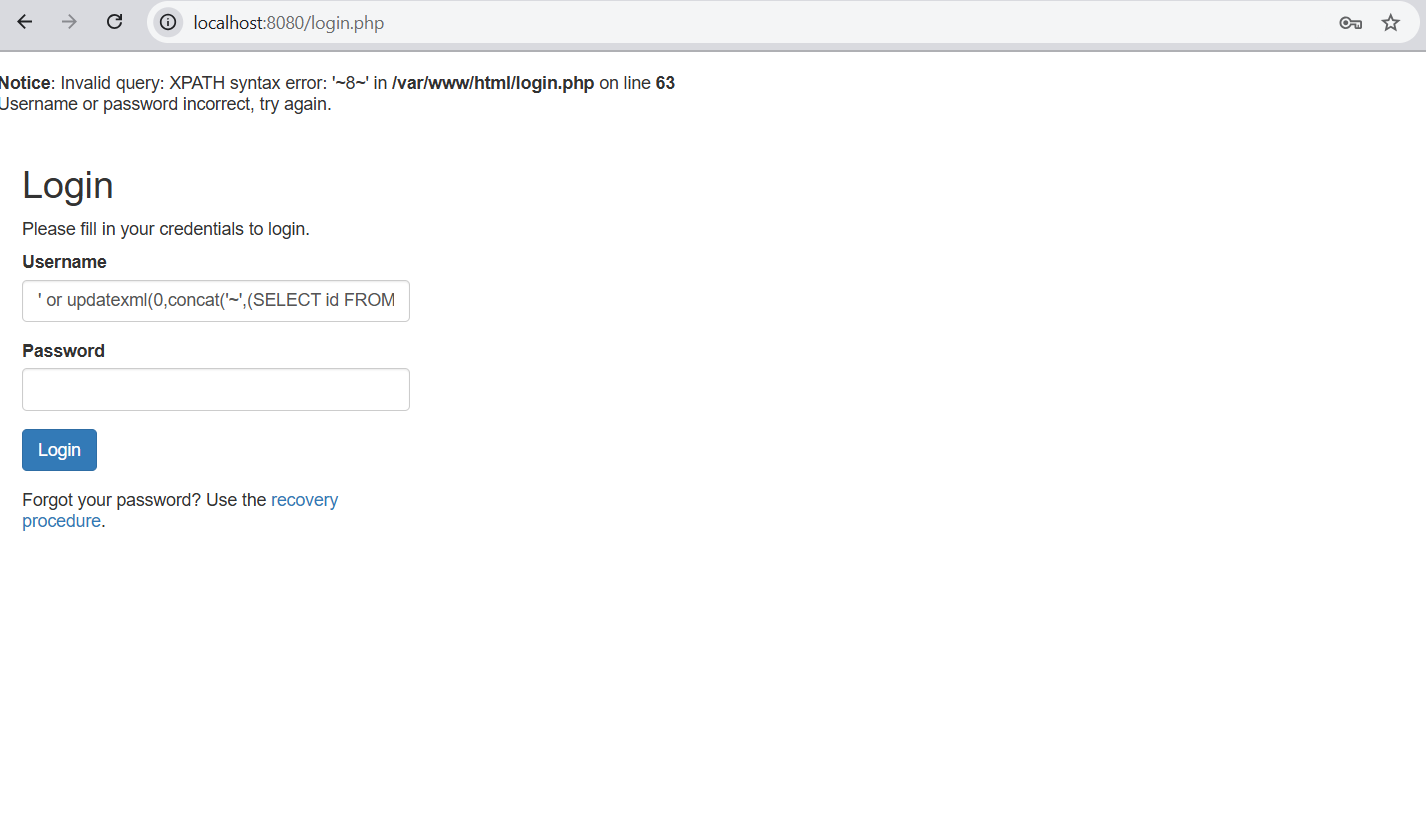 localhost:8080/login.php
Notice: Invalid query: XPATH syntax error: '~8~' in /var/www/html/login.php on line 63
Username or password incorrect, try again.
Login
Please fill in your credentials to login.
Username
' or updatexml(0,concat('~',(SELECT id FROM
Password
Login
Forgot your password? Use the recovery
procedure.